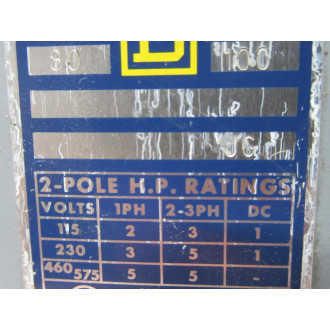 D
2-POLE H.P. RATINGS
VOLTS 1PH 2-3PH DC
115 2 3 1
230 3 5 1
460 575 5 5 -